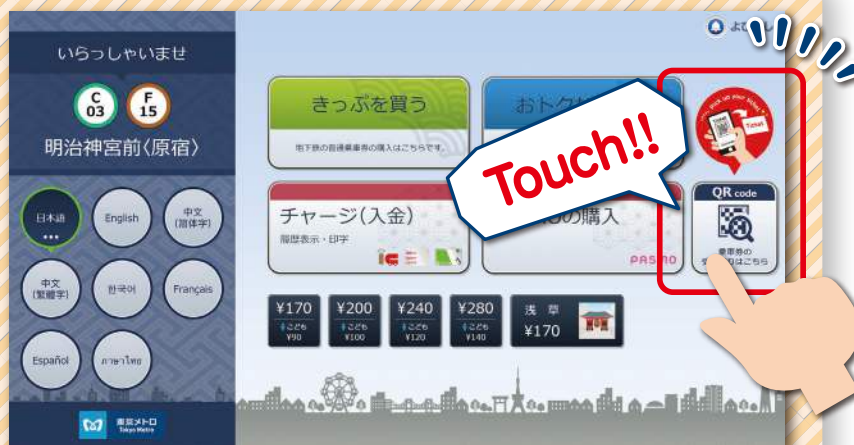 いらっしゃいませ
C
03
F
15
明治神宮前〈原宿〉
日本語
English
中文
(简体字)
中文
(繁體字)
한국어
Français
Español
ภาษาไทย
東京メトロ
Tokyo Metro
きっぷを買う
地下鉄の普通乗車券の購入はこちらです。
おトク
チャージ(入金)
履歴表示・印字
の購入
PASMO
Touch!!
pick up your ticket
Ticket
QR code
乗車券の
はこちら
¥170
こども
¥90
¥200
こども
¥100
¥240
こども
¥120
¥280
こども
¥140
浅草
¥170